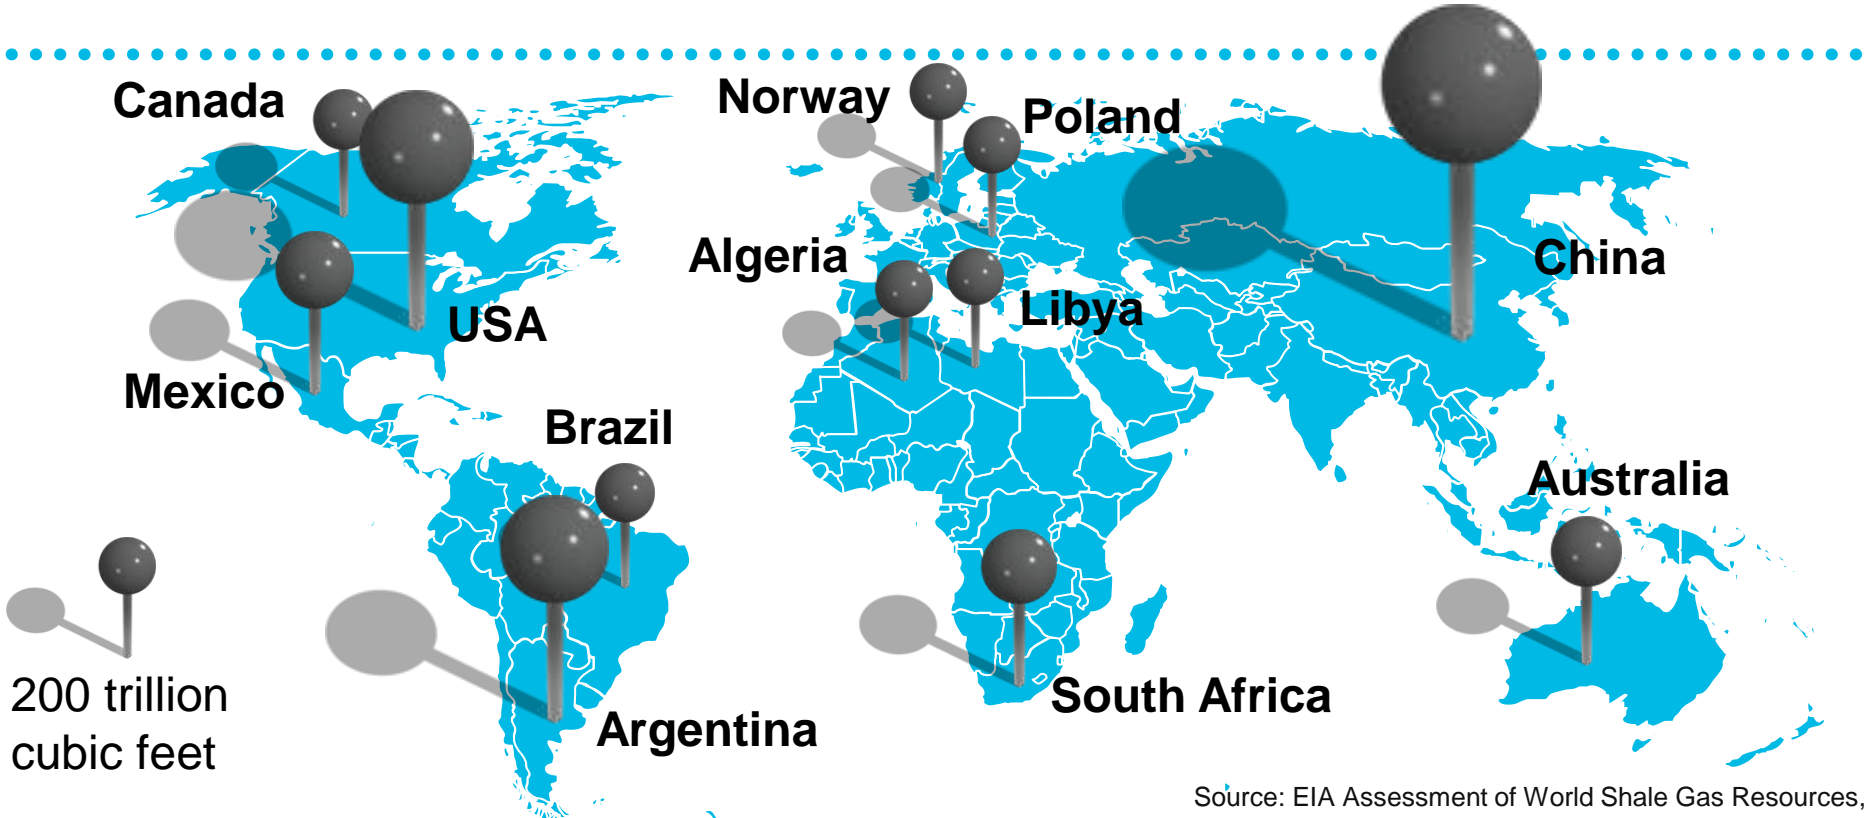 Canada
Norway
Poland
Algeria
China
USA
Libya
Mexico
Brazil
Australia
200 trillion
cubic feet
South Africa
Argentina
Source: EIA Assessment of World Shale Gas Resources,